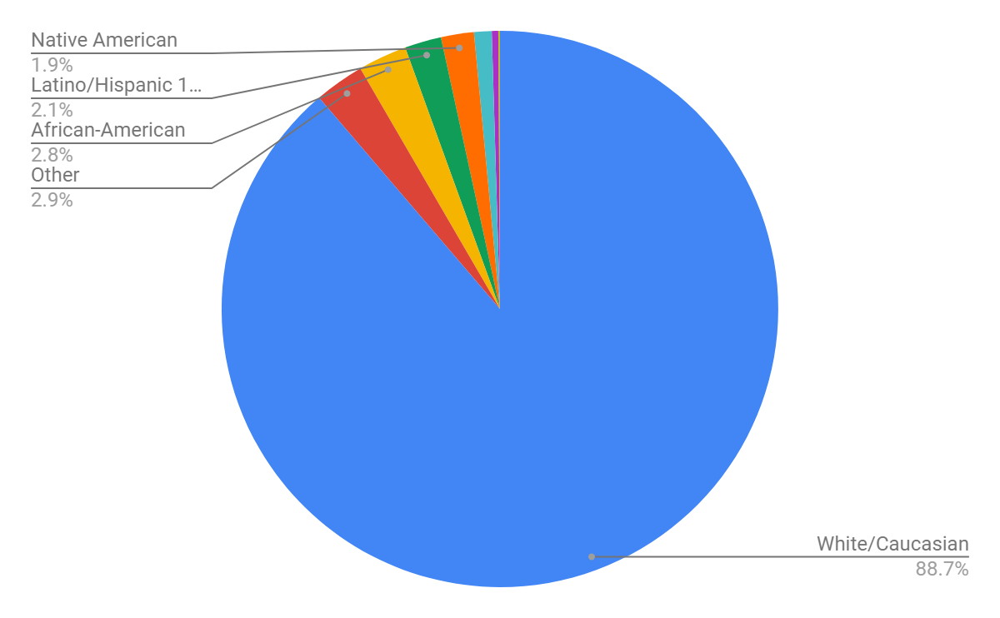 Native American
1.9%
Latino/Hispanic 1…
2.1%
African-American
2.8%
Other
2.9%
White/Caucasian
88.7%